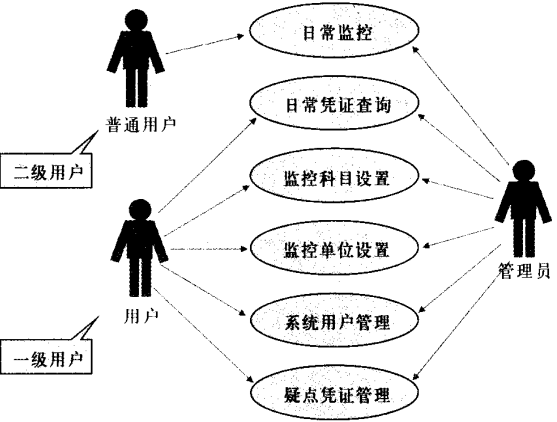 日常监控
普通用户
日常凭证查询
二级用户
监控科目设置
监控单位设置
管理员
用户
系统用户管理
一级用户
疑点凭证管理